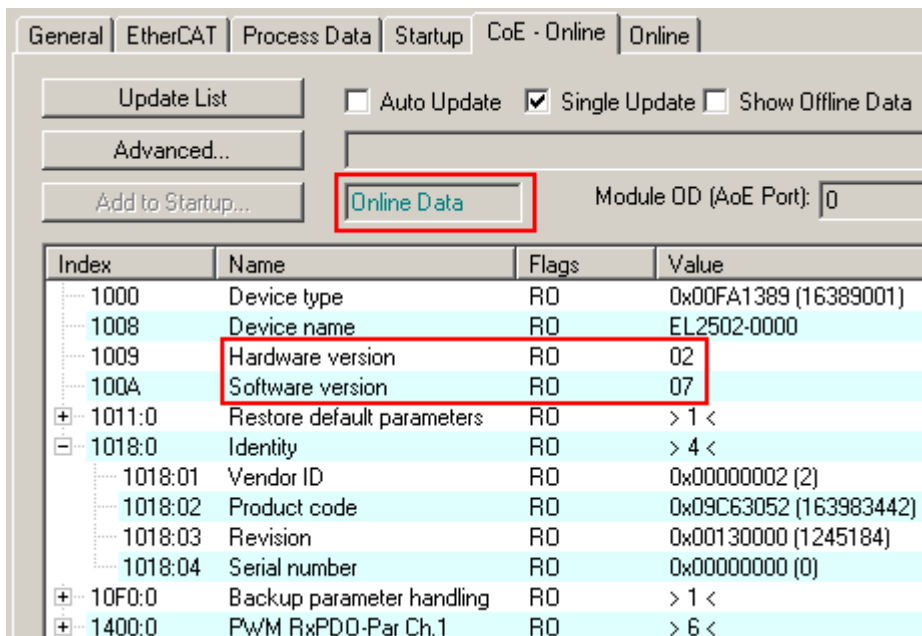 General EtherCAT Process Data Startup CoE - Online Online
Update List Auto Update Single Update Show Offline Data
Advanced...
Add to Startup... Online Data Module OD (AoE Port): 0
Index Name Flags Value
1000 Device type RO 0x00FA1389 (16389001)
1008 Device name RO EL2502-0000
1009 Hardware version RO 02
100A Software version RO 07
1011:0 Restore default parameters RO > 1 <
1018:0 Identity RO > 4 <
1018:01 Vendor ID RO 0x00000002 (2)
1018:02 Product code RO 0x09C63052 (163983442)
1018:03 Revision RO 0x00130000 (1245184)
1018:04 Serial number RO 0x00000000 (0)
10F0:0 Backup parameter handling RO > 1 <
1400:0 PWM RxPDO-Par Ch.1 RO > 6 <